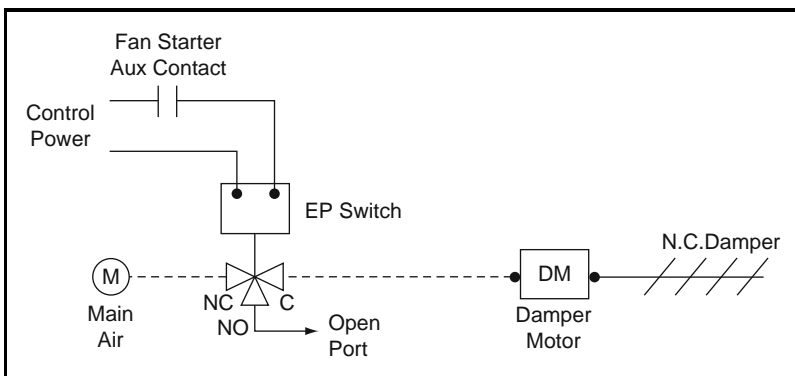 Fan Starter
Aux Contact
Control
Power
EP Switch
N.C.Damper
M
DM
NC
C
Main
Air
NO
Open
Port
Damper
Motor